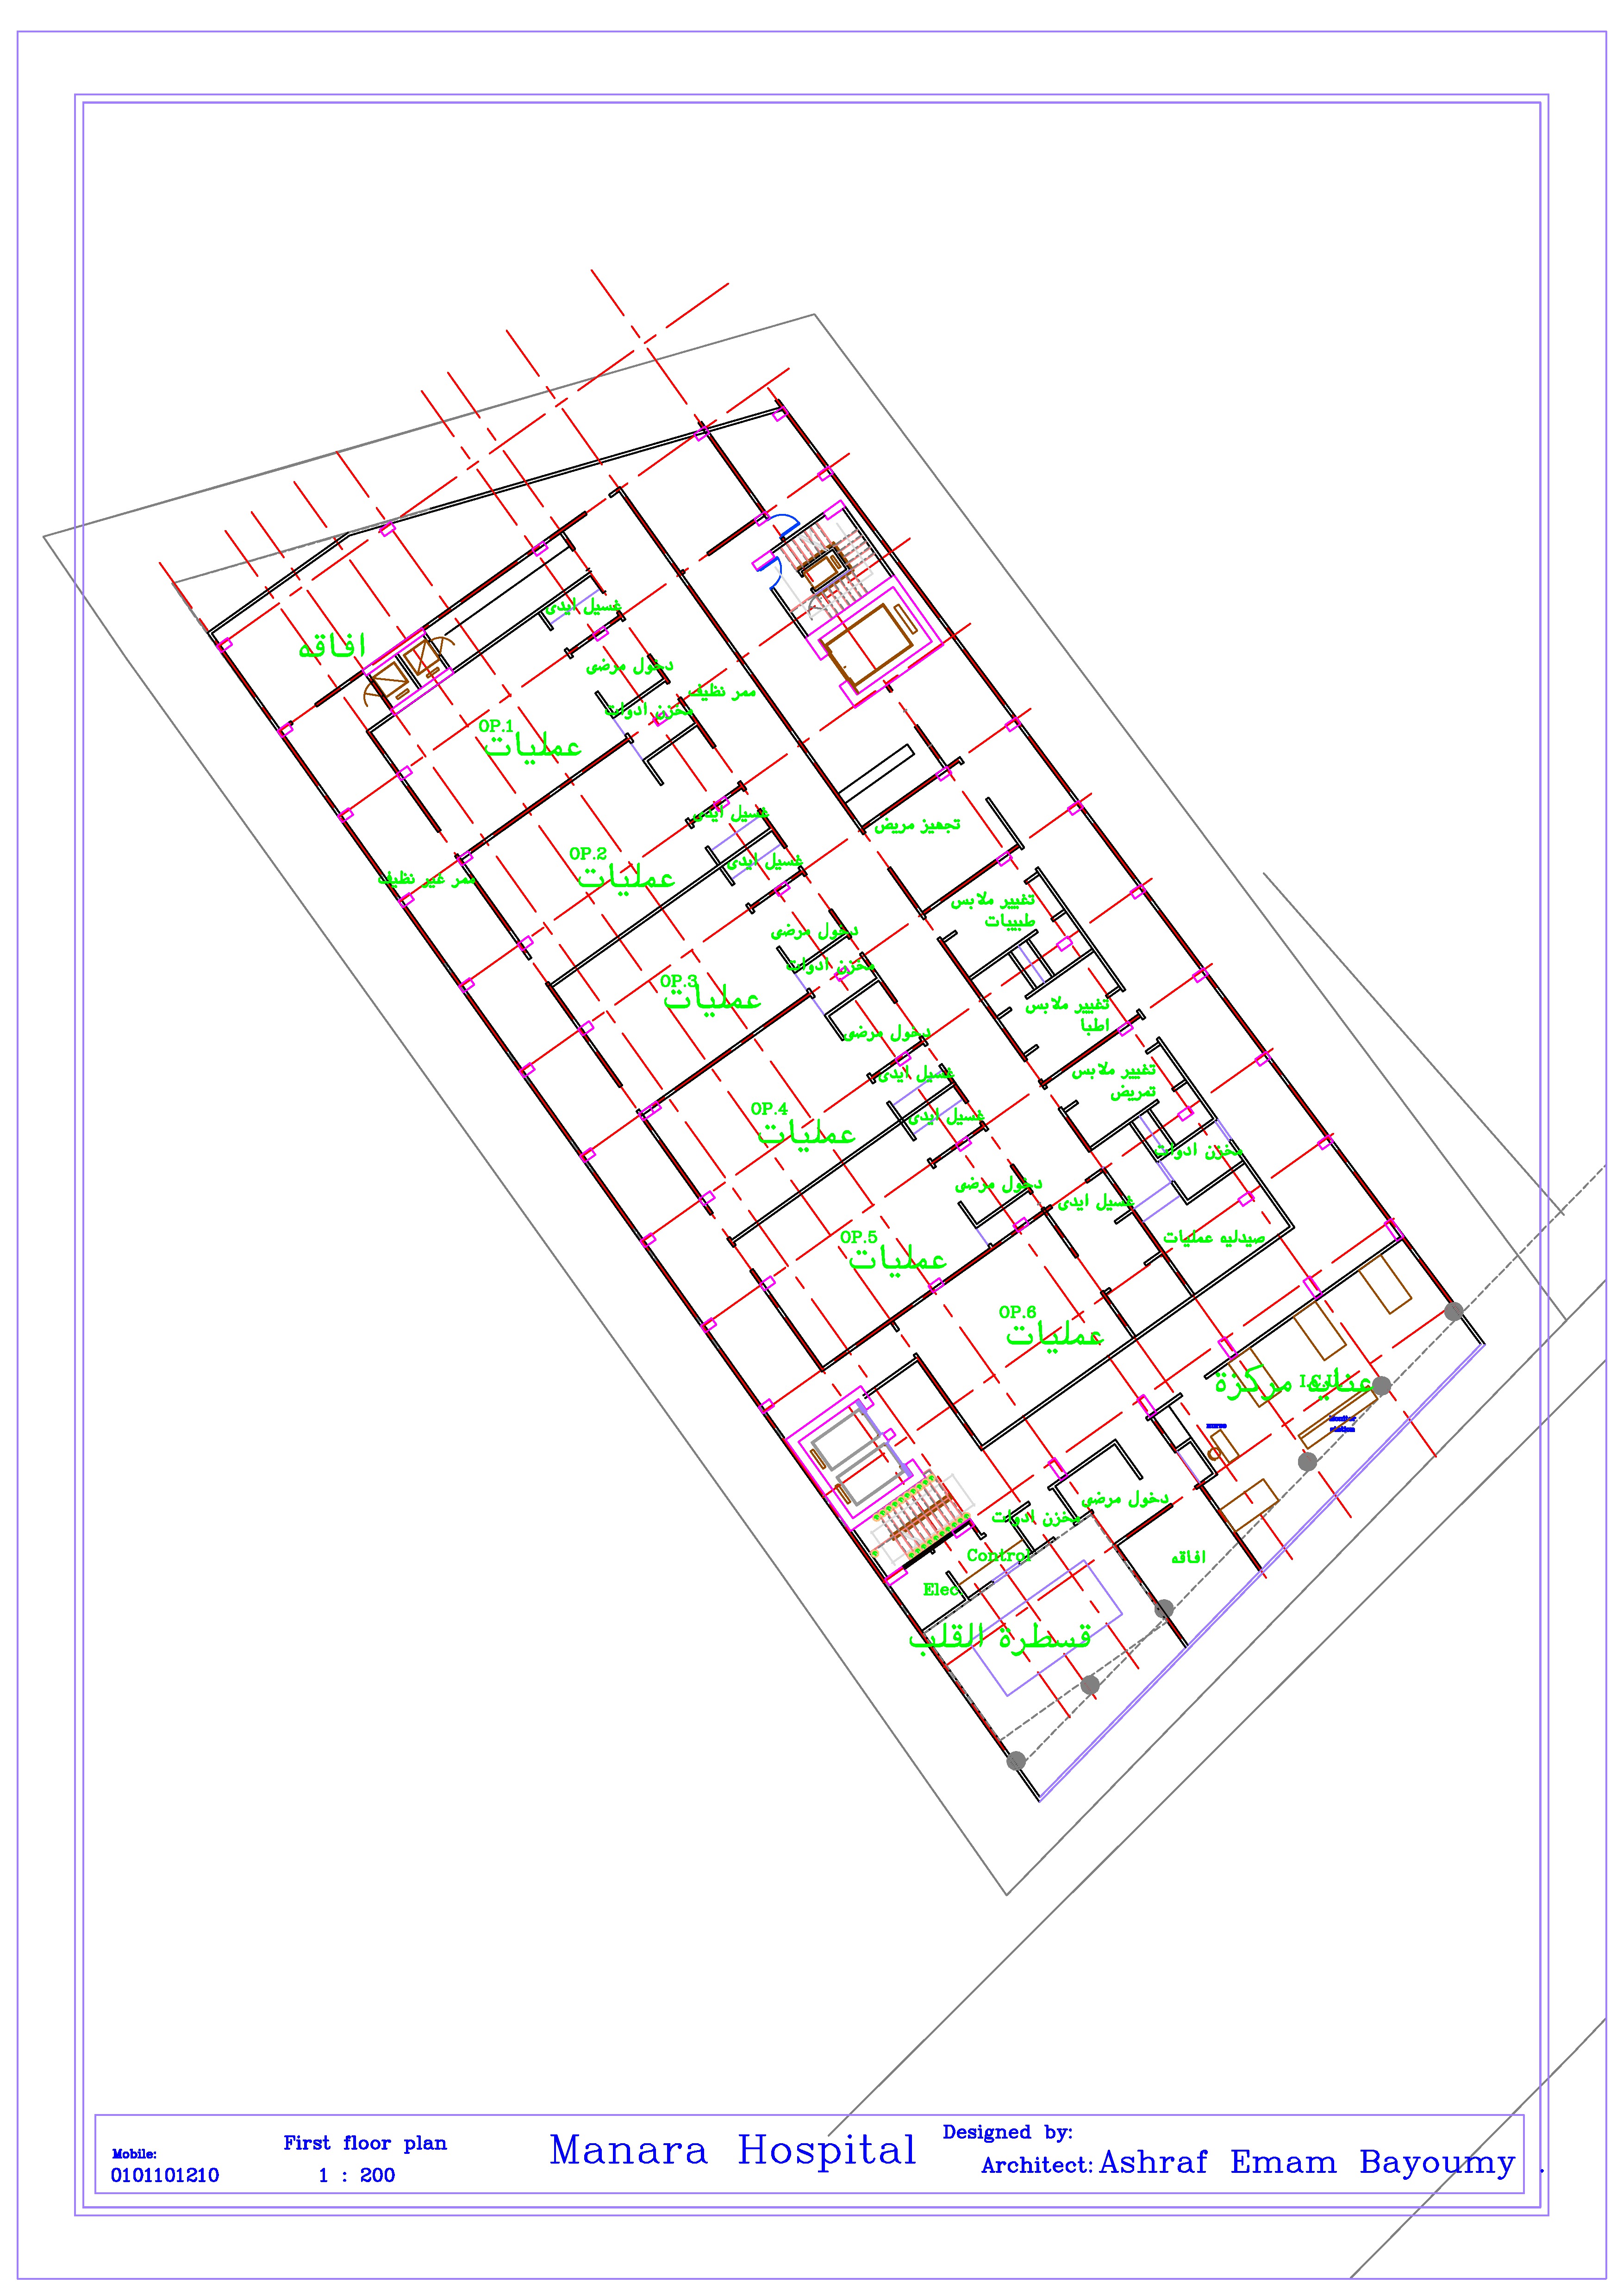 غسيل ايدى
افاقه
دخول مرضى
ممر نظيف
مخزن ادوات
OP.1
عمليات
غسيل ايدى
تجهيز مريض
OP.2
عمليات
غسيل ايدى
ممر غير نظيف
تغيير ملابس
طبيبات
دخول مرضى
مخزن ادوات
OP.3
عمليات
تغيير ملابس
اطبا
دخول مرضى
غسيل ايدى
تغيير ملابس
تمريض
OP.4
عمليات
غسيل ايدى
مخزن ادوات
دخول مرضى
غسيل ايدى
صيدليه عمليات
OP.5
عمليات
OP.6
عمليات
عنايه مركزة
I.C.U
nurse
Monitor
station
دخول مرضى
مخزن ادوات
Control
افاقه
Elec.
قسطرة القلب
Mobile:
0101101210
First floor plan
1 : 200
Manara Hospital
Designed by:
Architect: Ashraf Emam Bayoumy .